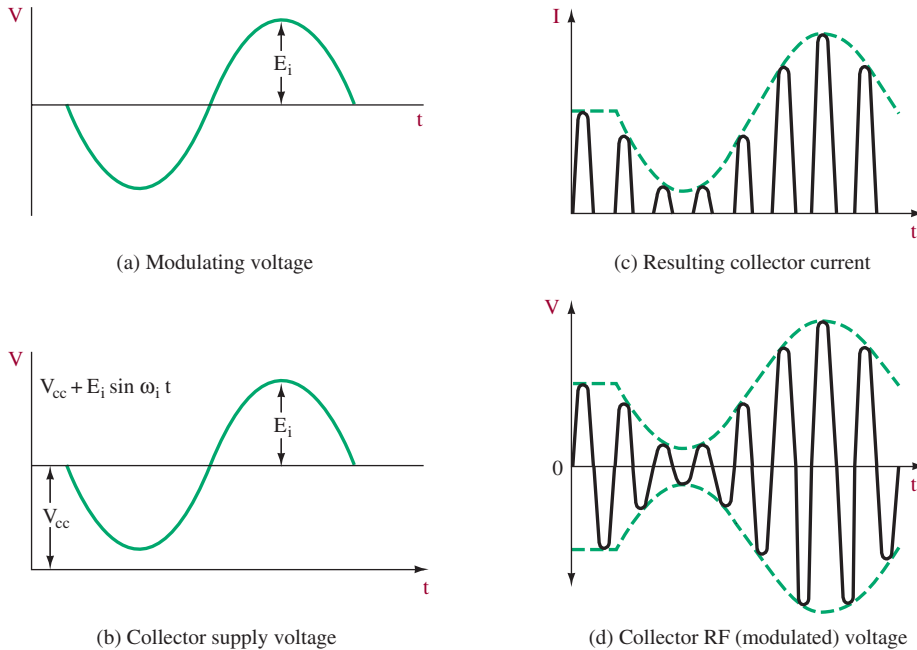 V
E_i
t
(a) Modulating voltage
V
V_cc + E_i sin ω_i t
E_i
V_cc
t
(b) Collector supply voltage
I
t
(c) Resulting collector current
V
0
t
(d) Collector RF (modulated) voltage